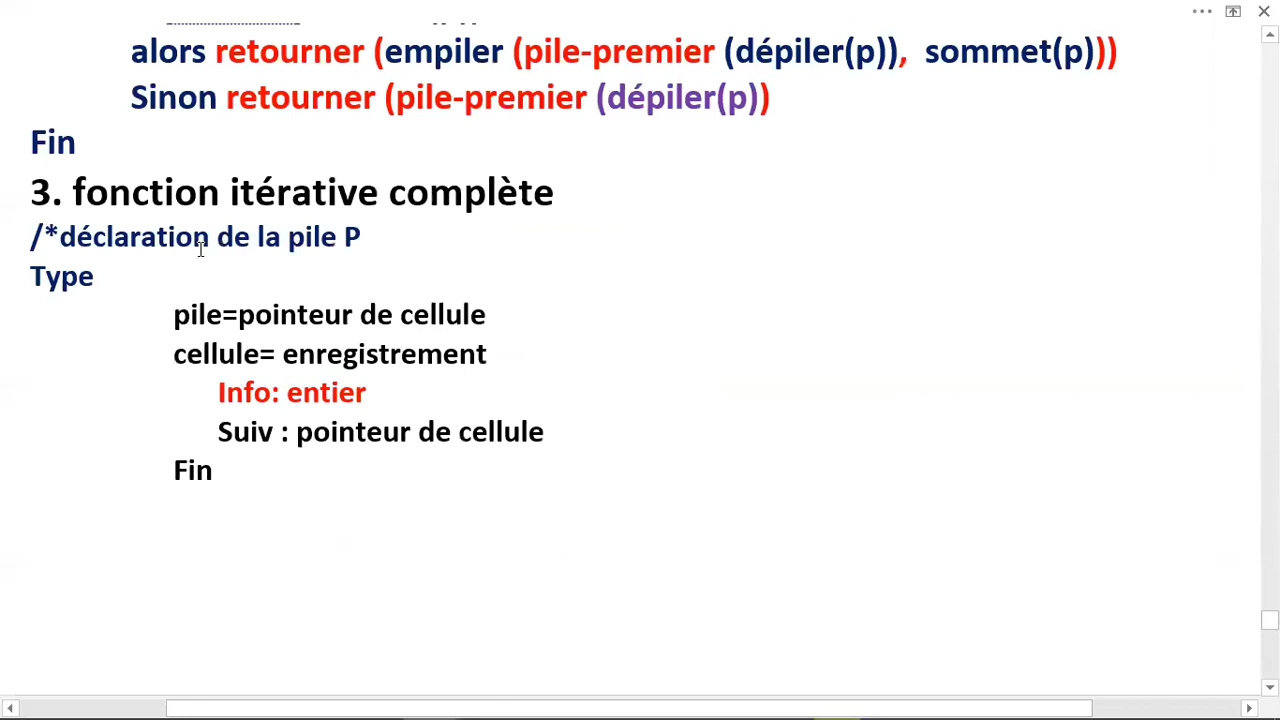 alors retourner (empiler (pile-premier (dépiler(p)), sommet(p)))
Sinon retourner (pile-premier (dépiler(p))
Fin
3. fonction itérative complète
/*déclaration de la pile P
Type
pile=pointeur de cellule
cellule= enregistrement
Info: entier
Suiv : pointeur de cellule
Fin